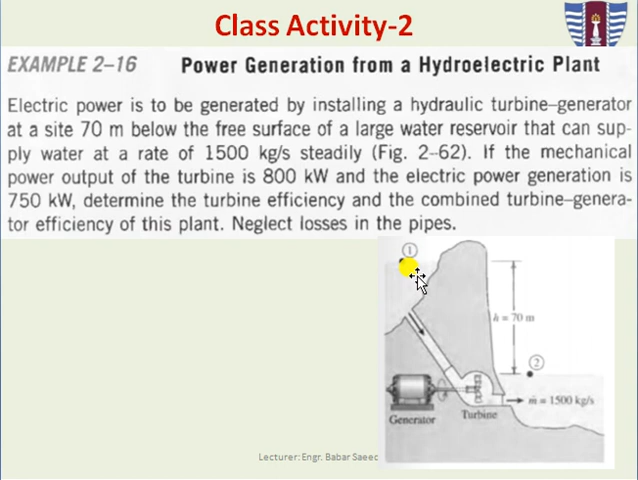 Class Activity-2
EXAMPLE 2–16 Power Generation from a Hydroelectric Plant
Electric power is to be generated by installing a hydraulic turbine–generator
at a site 70 m below the free surface of a large water reservoir that can sup-
ply water at a rate of 1500 kg/s steadily (Fig. 2–62). If the mechanical
power output of the turbine is 800 kW and the electric power generation is
750 kW, determine the turbine efficiency and the combined turbine–genera-
tor efficiency of this plant. Neglect losses in the pipes.
1
h = 70 m
2
ṁ = 1500 kg/s
Generator
Turbine
Lecturer: Engr. Babar Saeed